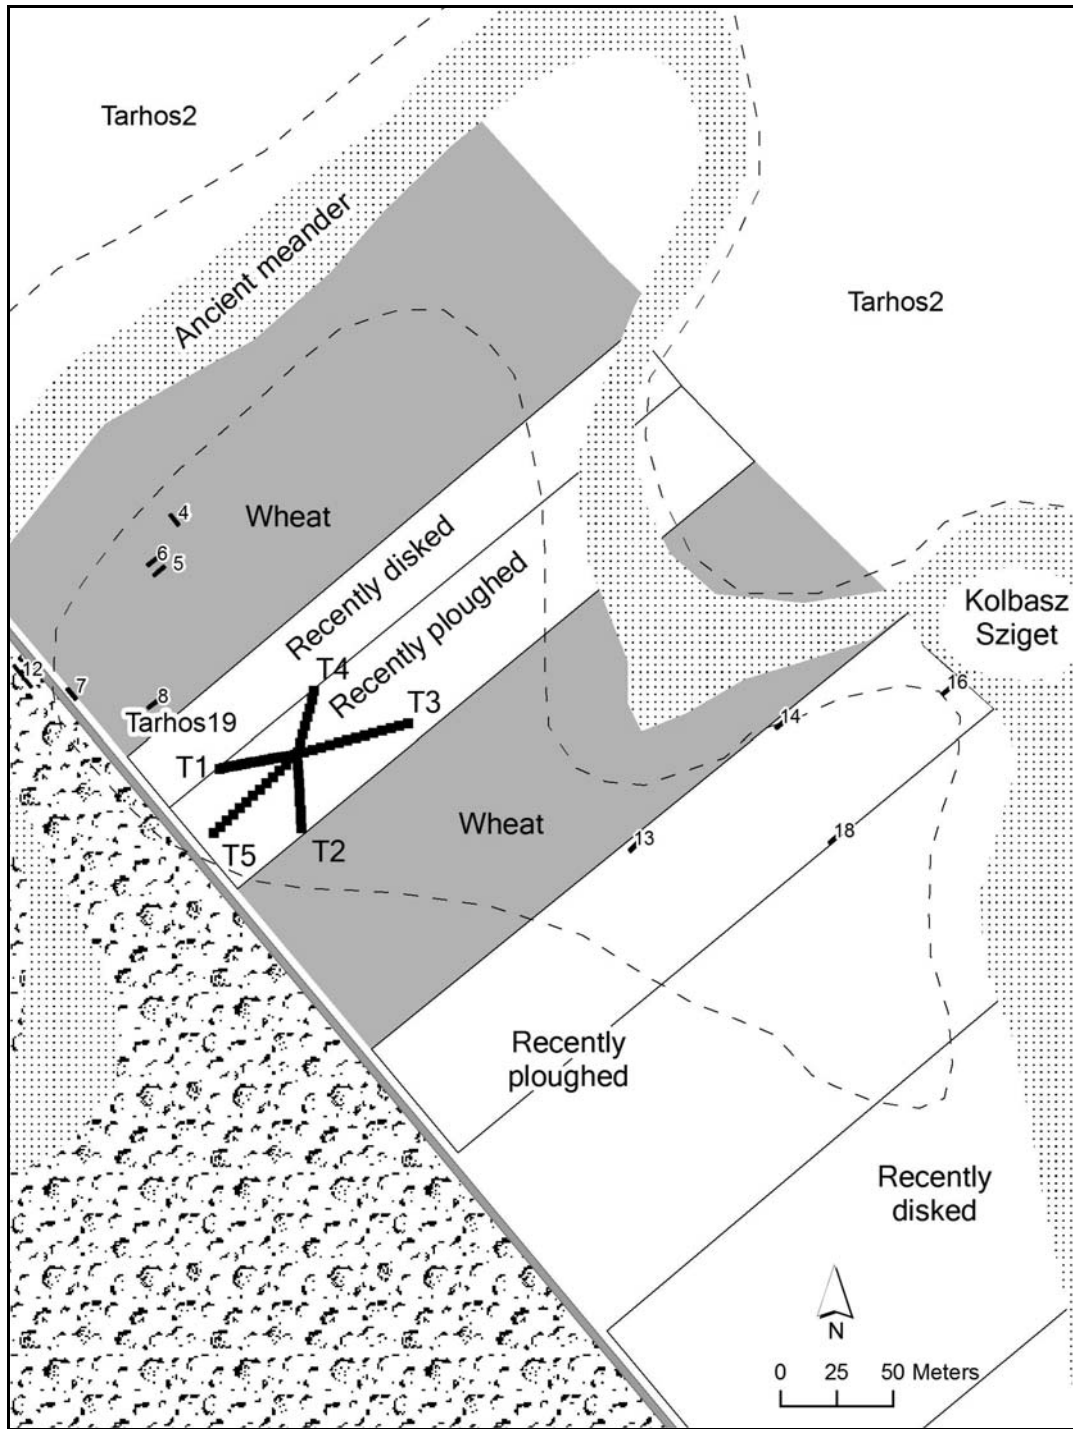 Tarhos2
Ancient meander
Tarhos2
4
Wheat
6
5
Recently disked
Recently ploughed
Kolbasz
Sziget
12
7
8
T4
16
Tarhos19
T3
14
T1
Wheat
13
18
T5
T2
Recently
ploughed
Recently
disked
N
0 25 50 Meters